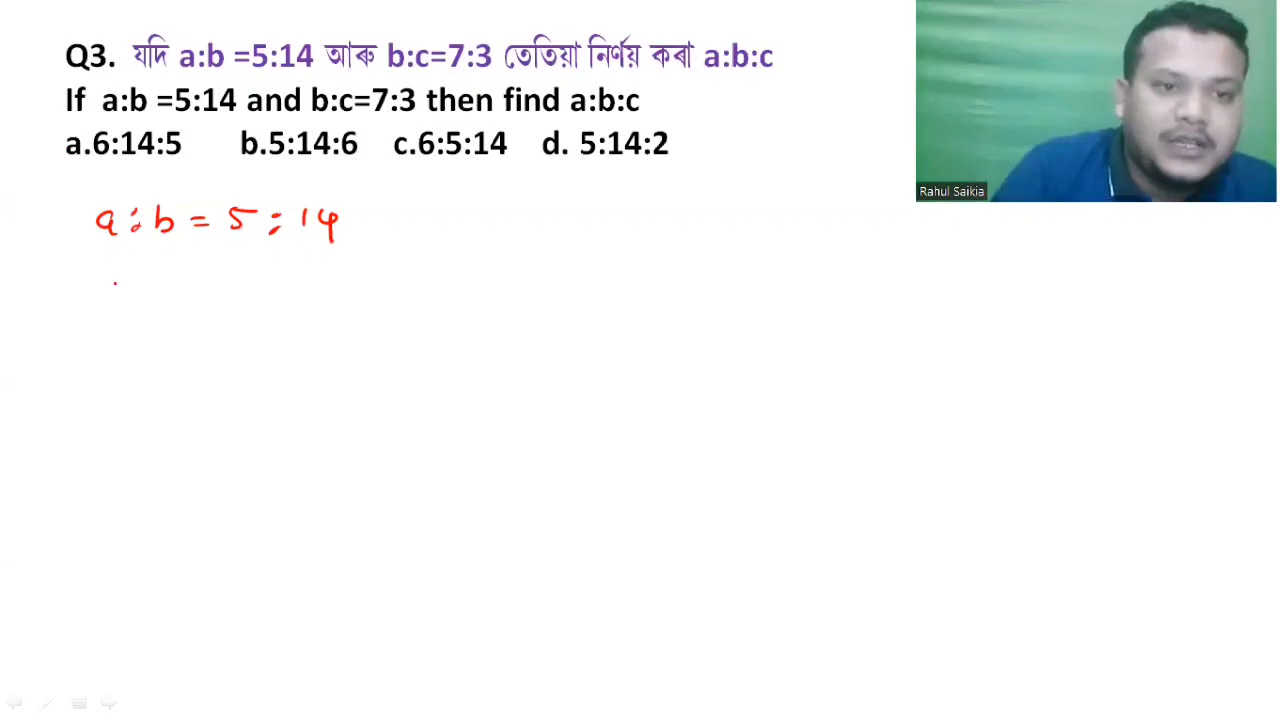 Q3. যদি a:b =5:14 আৰু b:c=7:3 তেতিয়া নিৰ্ণয় কৰা a:b:c
If a:b =5:14 and b:c=7:3 then find a:b:c
a.6:14:5 b.5:14:6 c.6:5:14 d. 5:14:2
a:b = 5:14
Rahul Saikia